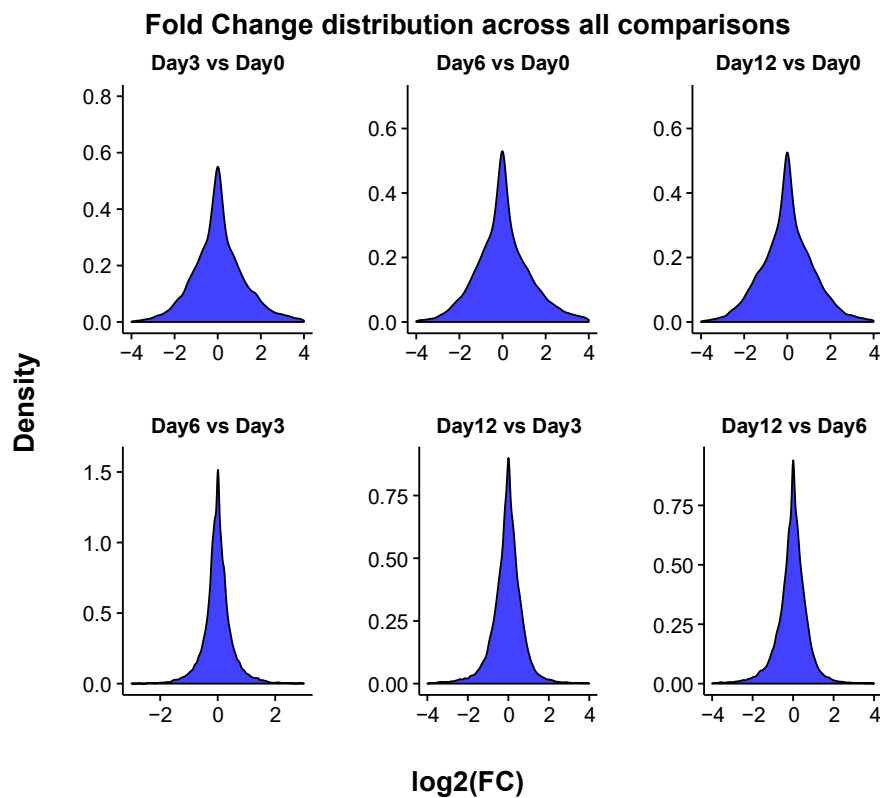 Fold Change distribution across all comparisons
Day3 vs Day0
Day6 vs Day0
Day12 vs Day0
0.8
0.6
0.4
0.2
0.0
−4 −2 0 2 4
0.6
0.4
0.2
0.0
−4 −2 0 2 4
0.6
0.4
0.2
0.0
−4 −2 0 2 4
Density
Day6 vs Day3
Day12 vs Day3
Day12 vs Day6
1.5
1.0
0.5
0.0
−2 0 2
0.75
0.50
0.25
0.00
−4 −2 0 2 4
0.75
0.50
0.25
0.00
−4 −2 0 2 4
log2(FC)